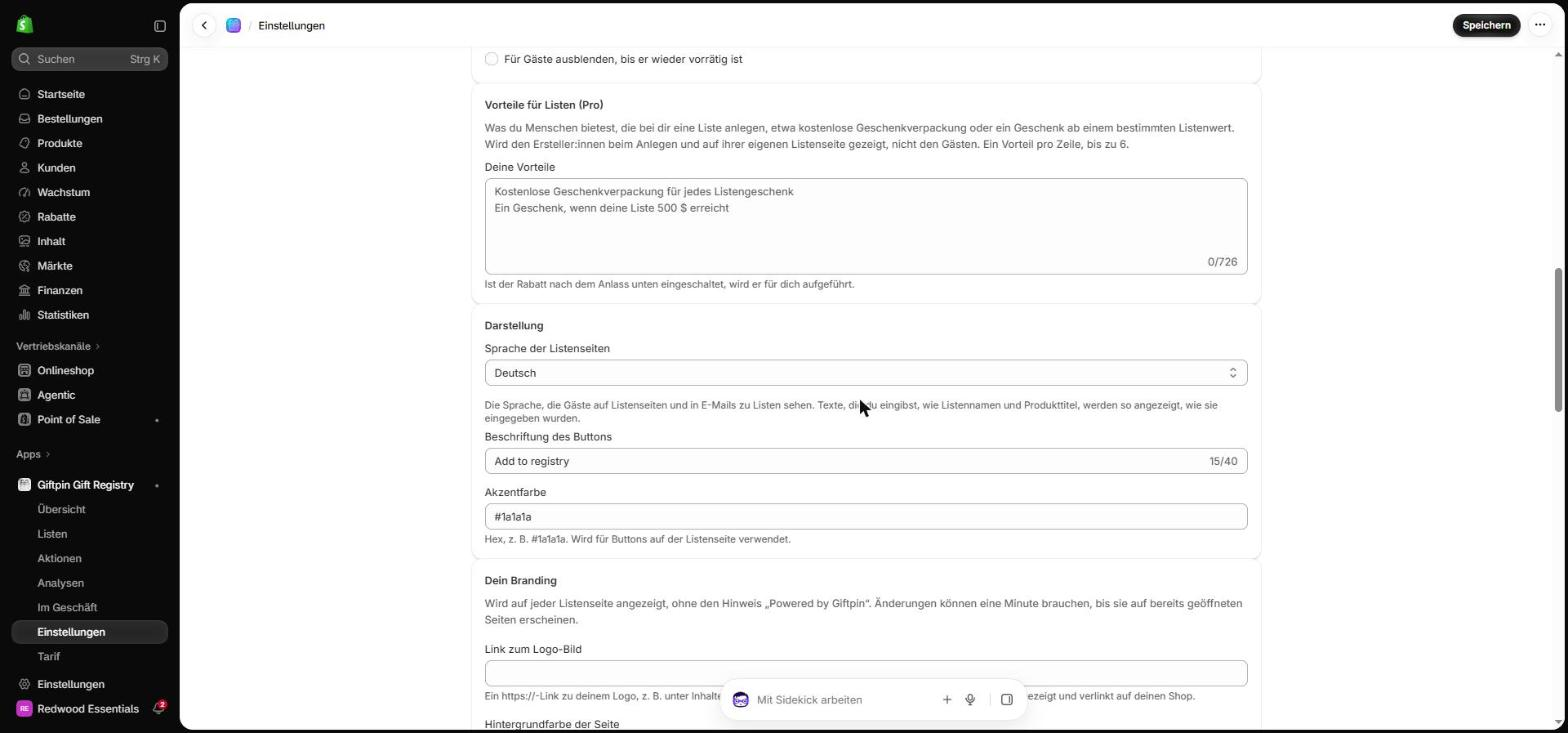 Einstellungen
Speichern
Suchen
Strg K
Startseite
Bestellungen
Produkte
Kunden
Wachstum
Rabatte
Inhalt
Märkte
Finanzen
Statistiken
Vertriebskanäle
Onlineshop
Agentic
Point of Sale
Apps
Giftpin Gift Registry
Übersicht
Listen
Aktionen
Analysen
Im Geschäft
Einstellungen
Tarif
Einstellungen
RE
Redwood Essentials
2
Für Gäste ausblenden, bis er wieder vorrätig ist
Vorteile für Listen (Pro)
Was du Menschen bietest, die bei dir eine Liste anlegen, etwa kostenlose Geschenkverpackung oder ein Geschenk ab einem bestimmten Listenwert.
Wird den Ersteller:innen beim Anlegen und auf ihrer eigenen Listenseite gezeigt, nicht den Gästen. Ein Vorteil pro Zeile, bis zu 6.
Deine Vorteile
Kostenlose Geschenkverpackung für jedes Listengeschenk
Ein Geschenk, wenn deine Liste 500 $ erreicht
0/726
Ist der Rabatt nach dem Anlass unten eingeschaltet, wird er für dich aufgeführt.
Darstellung
Sprache der Listenseiten
Deutsch
Die Sprache, die Gäste auf Listenseiten und in E-Mails zu Listen sehen. Texte, die du eingibst, wie Listennamen und Produkttitel, werden so angezeigt, wie sie
eingegeben wurden.
Beschriftung des Buttons
Add to registry
15/40
Akzentfarbe
#1a1a1a
Hex, z. B. #1a1a1a. Wird für Buttons auf der Listenseite verwendet.
Dein Branding
Wird auf jeder Listenseite angezeigt, ohne den Hinweis „Powered by Giftpin“. Änderungen können eine Minute brauchen, bis sie auf bereits geöffneten
Seiten erscheinen.
Link zum Logo-Bild
Ein https://-Link zu deinem Logo, z. B. unter Inhalte
ezeigt und verlinkt auf deinen Shop.
Mit Sidekick arbeiten
Hintergrundfarbe der Seite